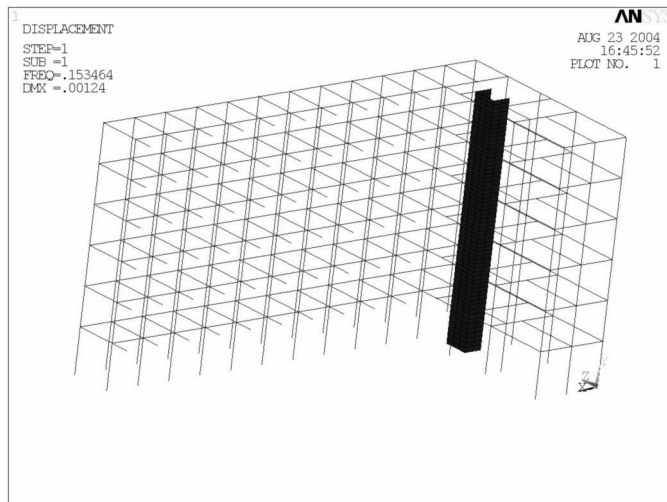 1
DISPLACEMENT
STEP=1
SUB =1
FREQ=.153464
DMX =.00124
ANSYS
AUG 23 2004
16:45:52
PLOT NO. 1
Y
Z
X